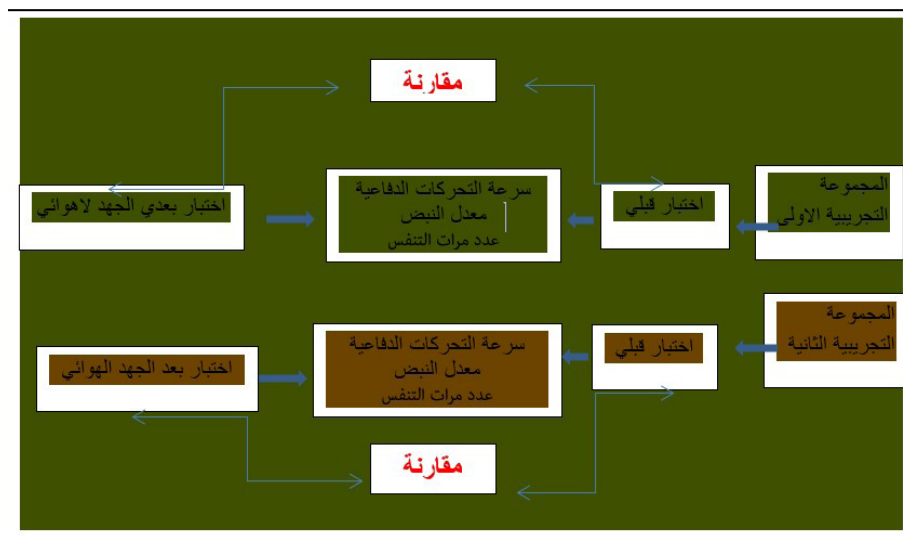 مقارنة
المجموعة
التجريبية الاولى
اختبار قبلي
سرعة التحركات الدفاعية
معدل النبض
عدد مرات التنفس
اختبار بعدي الجهد لاهوائي
المجموعة
التجريبية الثانية
اختبار قبلي
سرعة التحركات الدفاعية
معدل النبض
عدد مرات التنفس
اختبار بعد الجهد الهوائي
مقارنة